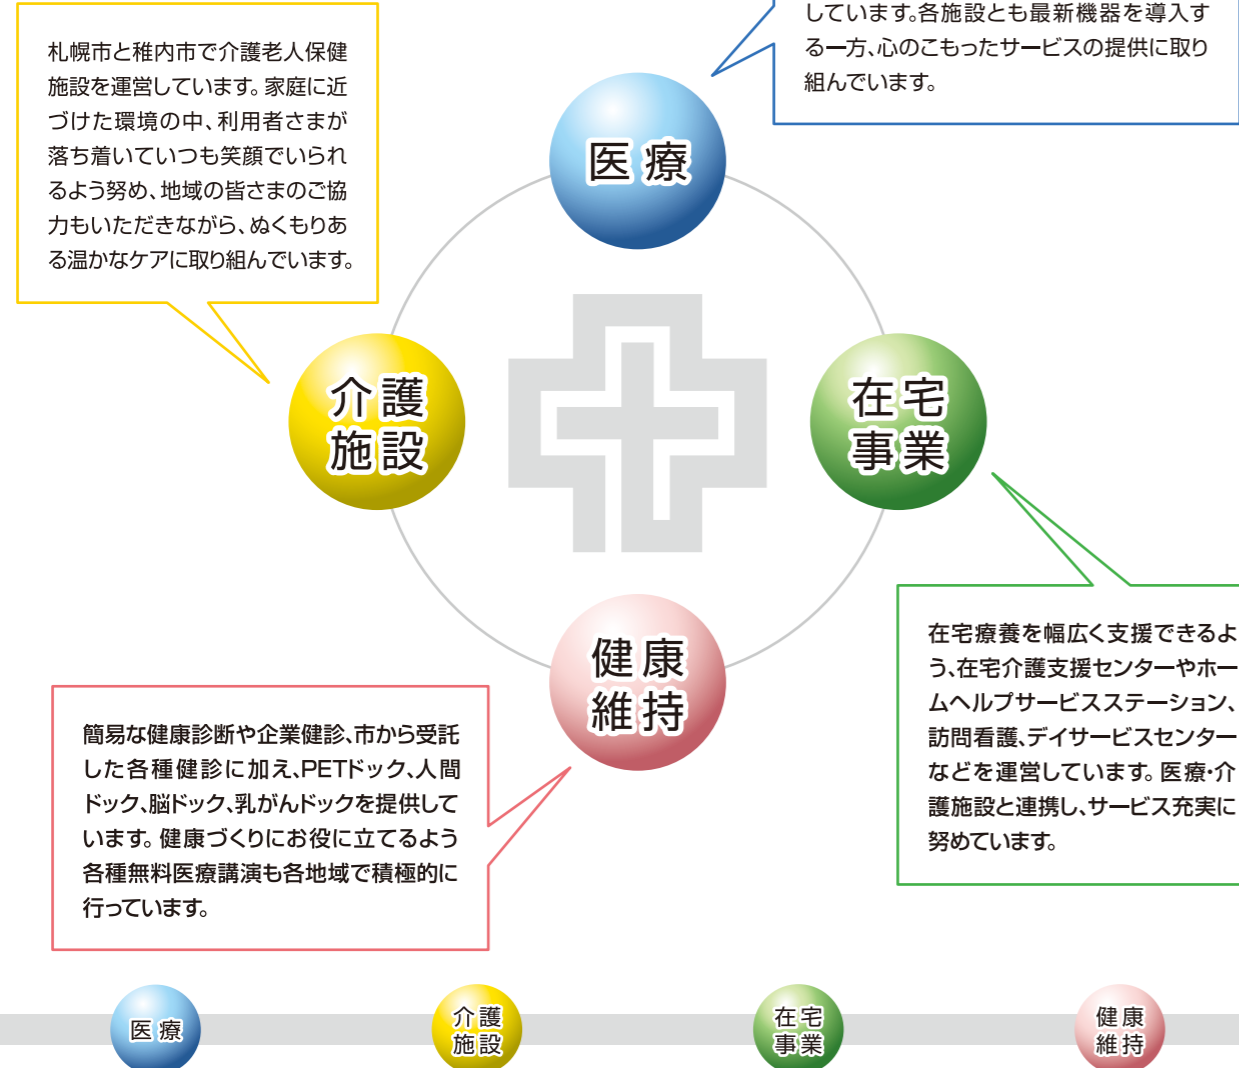 しています。各施設とも最新機器を導入す
る一方、心のこもったサービスの提供に取り
組んでいます。
札幌市と稚内市で介護老人保健
施設を運営しています。家庭に近
づけた環境の中、利用者さまが
落ち着いていつも笑顔でいられ
るよう努め、地域の皆さまのご協
力もいただきながら、ぬくもりあ
る温かなケアに取り組んでいます。
医療
介護
施設
在宅
事業
健康
維持
在宅療養を幅広く支援できるよ
う、在宅介護支援センターやホー
ムヘルプサービスステーション、
訪問看護、デイサービスセンター
などを運営しています。医療・介
護施設と連携し、サービス充実に
努めています。
簡易な健康診断や企業健診、市から受託
した各種健診に加え、PETドック、人間
ドック、脳ドック、乳がんドックを提供して
います。健康づくりにお役に立てるよう
各種無料医療講演も各地域で積極的に
行っています。
医療
介護
施設
在宅
事業
健康
維持